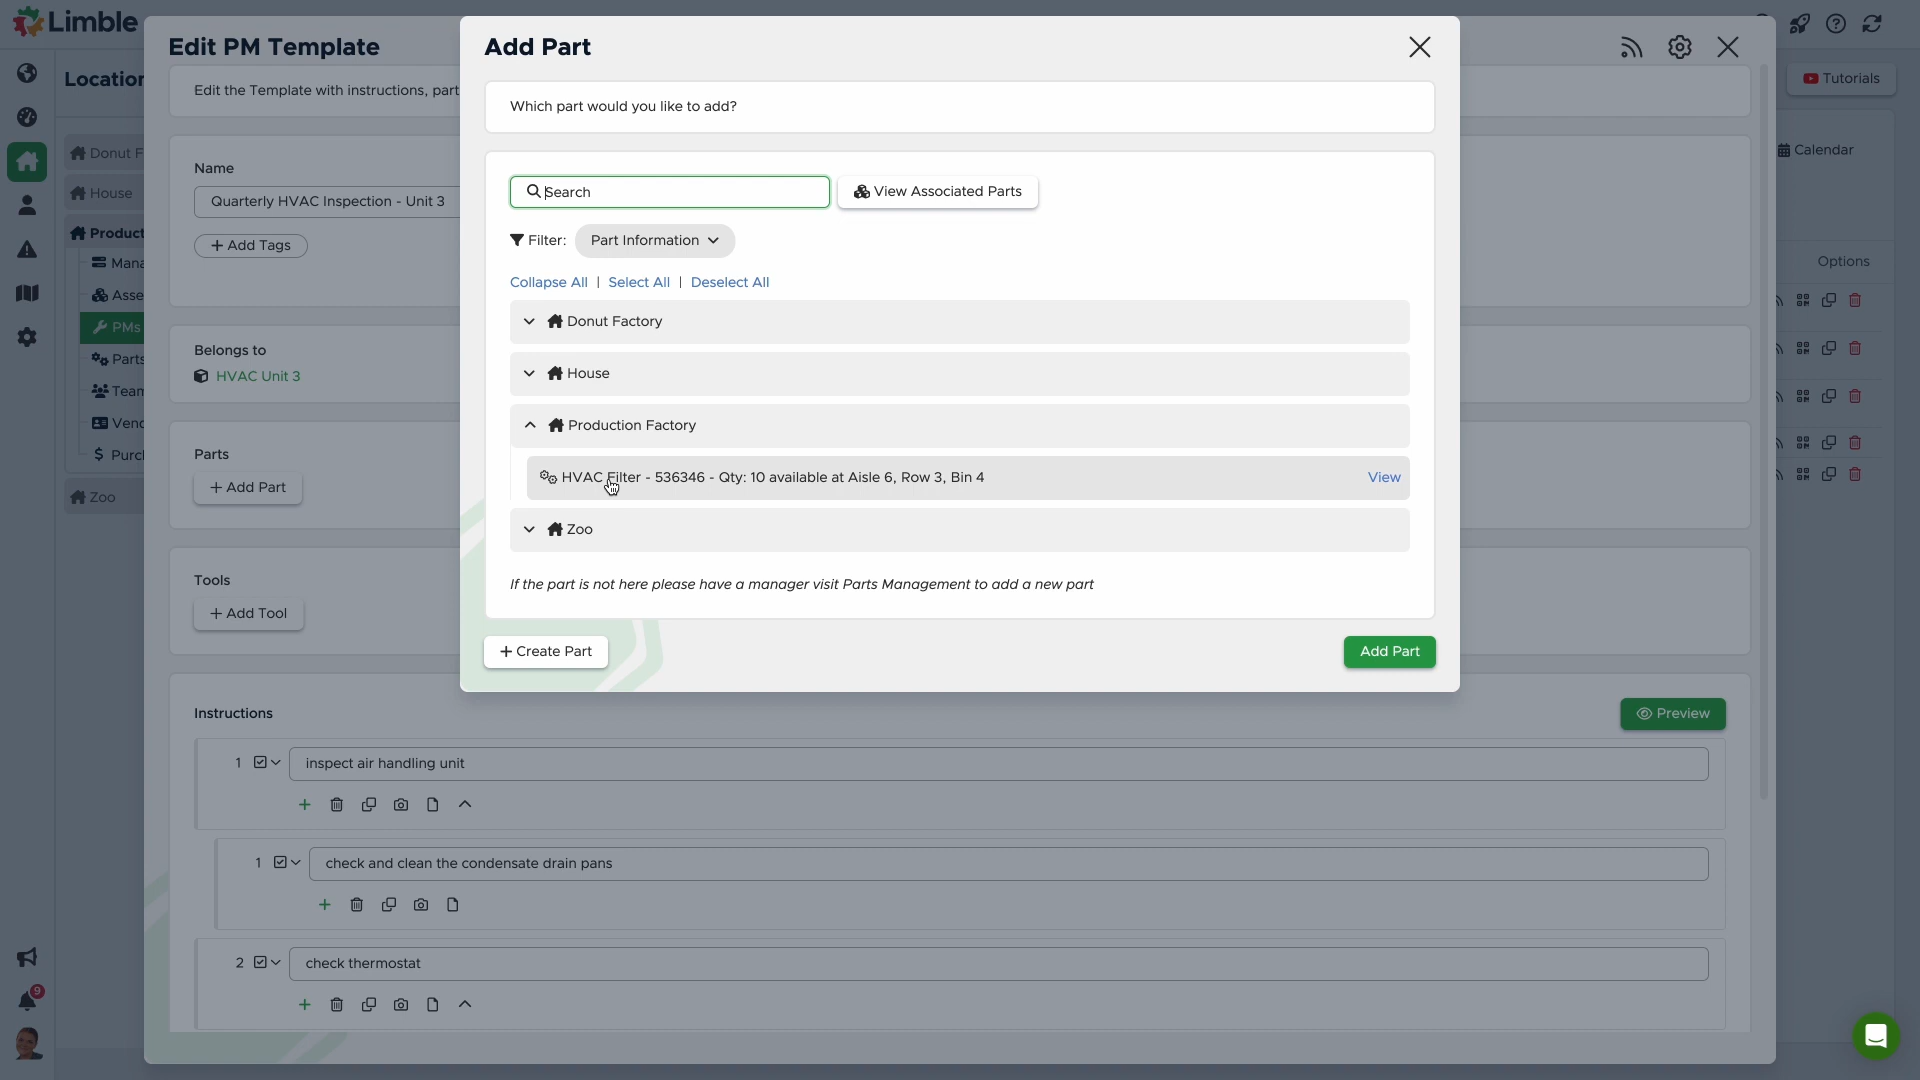 Limble
Edit PM Template
Add Part
Tutorials
Location
Edit the Template with instructions, part
Which part would you like to add?
Donut F
House
Product
Mana
Asse
PMs
Parts
Team
Vend
$ Purch
Zoo
Calendar
Options
Name
Quarterly HVAC Inspection - Unit 3
+ Add Tags
Belongs to
HVAC Unit 3
Parts
+ Add Part
Tools
+ Add Tool
Search
View Associated Parts
Filter: Part Information
Collapse All | Select All | Deselect All
Donut Factory
House
Production Factory
HVAC Filter - 536346 - Qty: 10 available at Aisle 6, Row 3, Bin 4 View
Zoo
If the part is not here please have a manager visit Parts Management to add a new part
+ Create Part
Add Part
Instructions
Preview
1 inspect air handling unit
1 check and clean the condensate drain pans
2 check thermostat
9